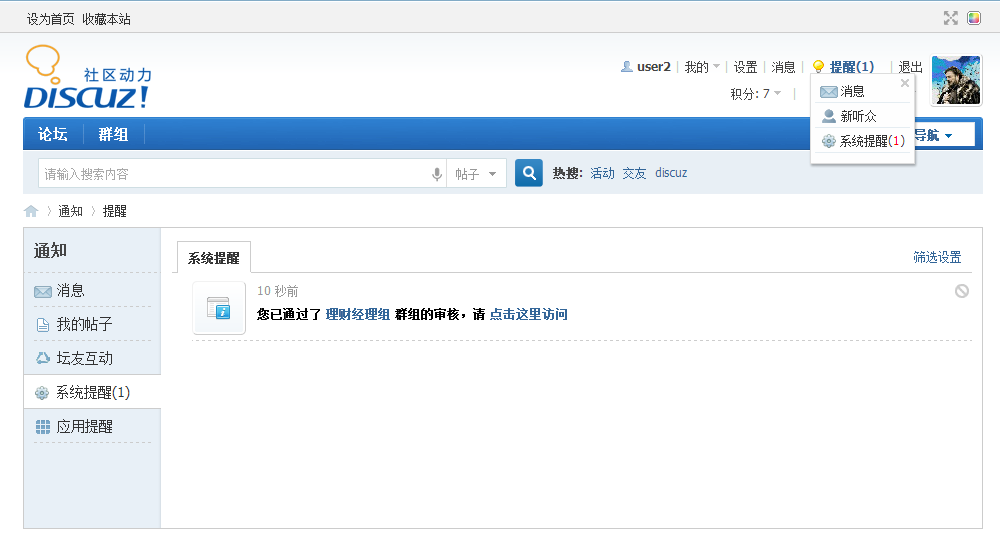 设为首页 收藏本站
社区动力
DISCUZ!
user2 我的 设置 消息 提醒(1) 退出
积分: 7
消息
新听众
系统提醒(1)
论坛 群组
导航
请输入搜索内容 帖子 热搜: 活动 交友 discuz
通知 提醒
通知
消息
我的帖子
坛友互动
系统提醒(1)
应用提醒
系统提醒 筛选设置
10 秒前
您已通过了 理财经理组 群组的审核，请 点击这里访问